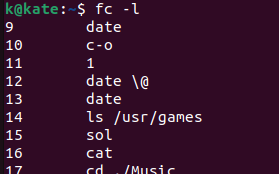 k@kate:~$ fc -l
9 date
10 c-o
11 1
12 date \@
13 date
14 ls /usr/games
15 sol
16 cat
17 cd ./Music